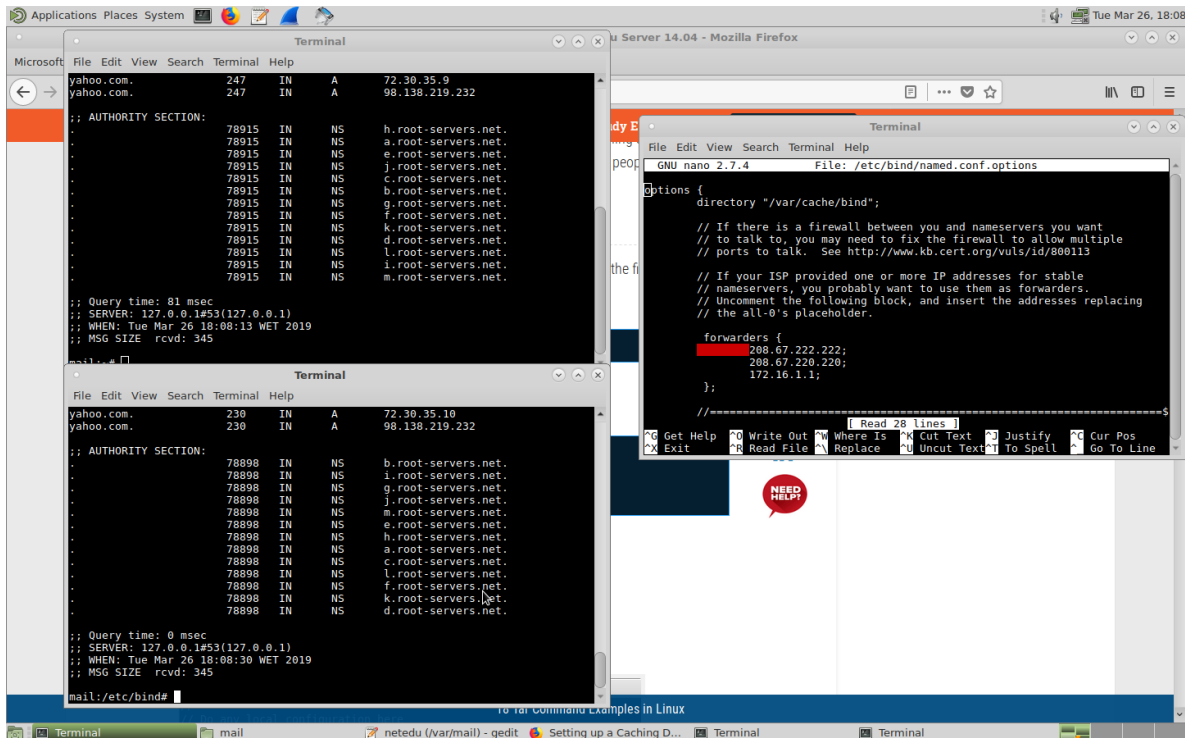 Applications Places System
Tue Mar 26, 18:08
u Server 14.04 - Mozilla Firefox
Microsoft
Terminal
File Edit View Search Terminal Help
yahoo.com. 247 IN A 72.30.35.9
yahoo.com. 247 IN A 98.138.219.232
;; AUTHORITY SECTION:
. 78915 IN NS h.root-servers.net.
. 78915 IN NS a.root-servers.net.
. 78915 IN NS e.root-servers.net.
. 78915 IN NS j.root-servers.net.
. 78915 IN NS c.root-servers.net.
. 78915 IN NS b.root-servers.net.
. 78915 IN NS g.root-servers.net.
. 78915 IN NS f.root-servers.net.
. 78915 IN NS k.root-servers.net.
. 78915 IN NS d.root-servers.net.
. 78915 IN NS l.root-servers.net.
. 78915 IN NS i.root-servers.net.
. 78915 IN NS m.root-servers.net.
;; Query time: 81 msec
;; SERVER: 127.0.0.1#53(127.0.0.1)
;; WHEN: Tue Mar 26 18:08:13 WET 2019
;; MSG SIZE rcvd: 345
mail:~#
Terminal
File Edit View Search Terminal Help
yahoo.com. 230 IN A 72.30.35.10
yahoo.com. 230 IN A 98.138.219.232
;; AUTHORITY SECTION:
. 78898 IN NS b.root-servers.net.
. 78898 IN NS i.root-servers.net.
. 78898 IN NS g.root-servers.net.
. 78898 IN NS j.root-servers.net.
. 78898 IN NS m.root-servers.net.
. 78898 IN NS e.root-servers.net.
. 78898 IN NS h.root-servers.net.
. 78898 IN NS a.root-servers.net.
. 78898 IN NS c.root-servers.net.
. 78898 IN NS l.root-servers.net.
. 78898 IN NS f.root-servers.net.
. 78898 IN NS k.root-servers.net.
. 78898 IN NS d.root-servers.net.
;; Query time: 0 msec
;; SERVER: 127.0.0.1#53(127.0.0.1)
;; WHEN: Tue Mar 26 18:08:30 WET 2019
;; MSG SIZE rcvd: 345
mail:/etc/bind#
dy E
peop
the fi
Terminal
File Edit View Search Terminal Help
GNU nano 2.7.4 File: /etc/bind/named.conf.options
options {
directory "/var/cache/bind";
// If there is a firewall between you and nameservers you want
// to talk to, you may need to fix the firewall to allow multiple
// ports to talk. See http://www.kb.cert.org/vuls/id/800113
// If your ISP provided one or more IP addresses for stable
// nameservers, you probably want to use them as forwarders.
// Uncomment the following block, and insert the addresses replacing
// the all-0's placeholder.
forwarders {
208.67.222.222;
208.67.220.220;
172.16.1.1;
};
//=====================================================================$
[ Read 28 lines ]
^G Get Help ^O Write Out ^W Where Is ^K Cut Text ^J Justify ^C Cur Pos
^X Exit ^R Read File ^\ Replace ^U Uncut Text ^T To Spell ^_ Go To Line
NEED HELP?
Tar Command Examples in Linux
Terminal
mail
netedu (/var/mail) - gedit
Setting up a Caching D...
Terminal
Terminal